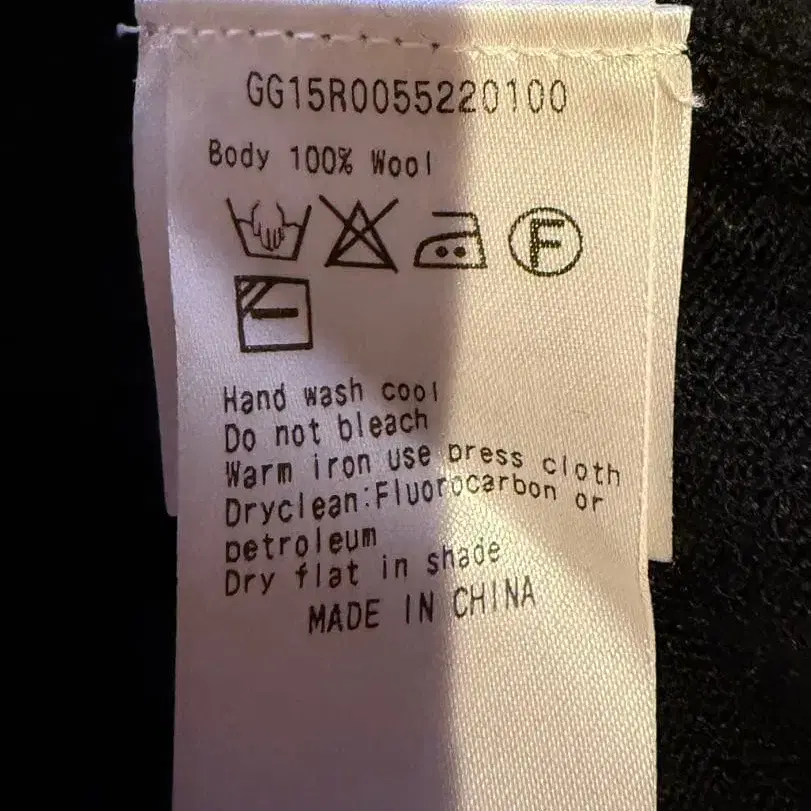 GG15R0055220100
Body 100% Wool
F
Hand wash cool
Do not bleach
Warm iron use press cloth
Dryclean:Fluorocarbon or
petroleum
Dry flat in shade
MADE IN CHINA